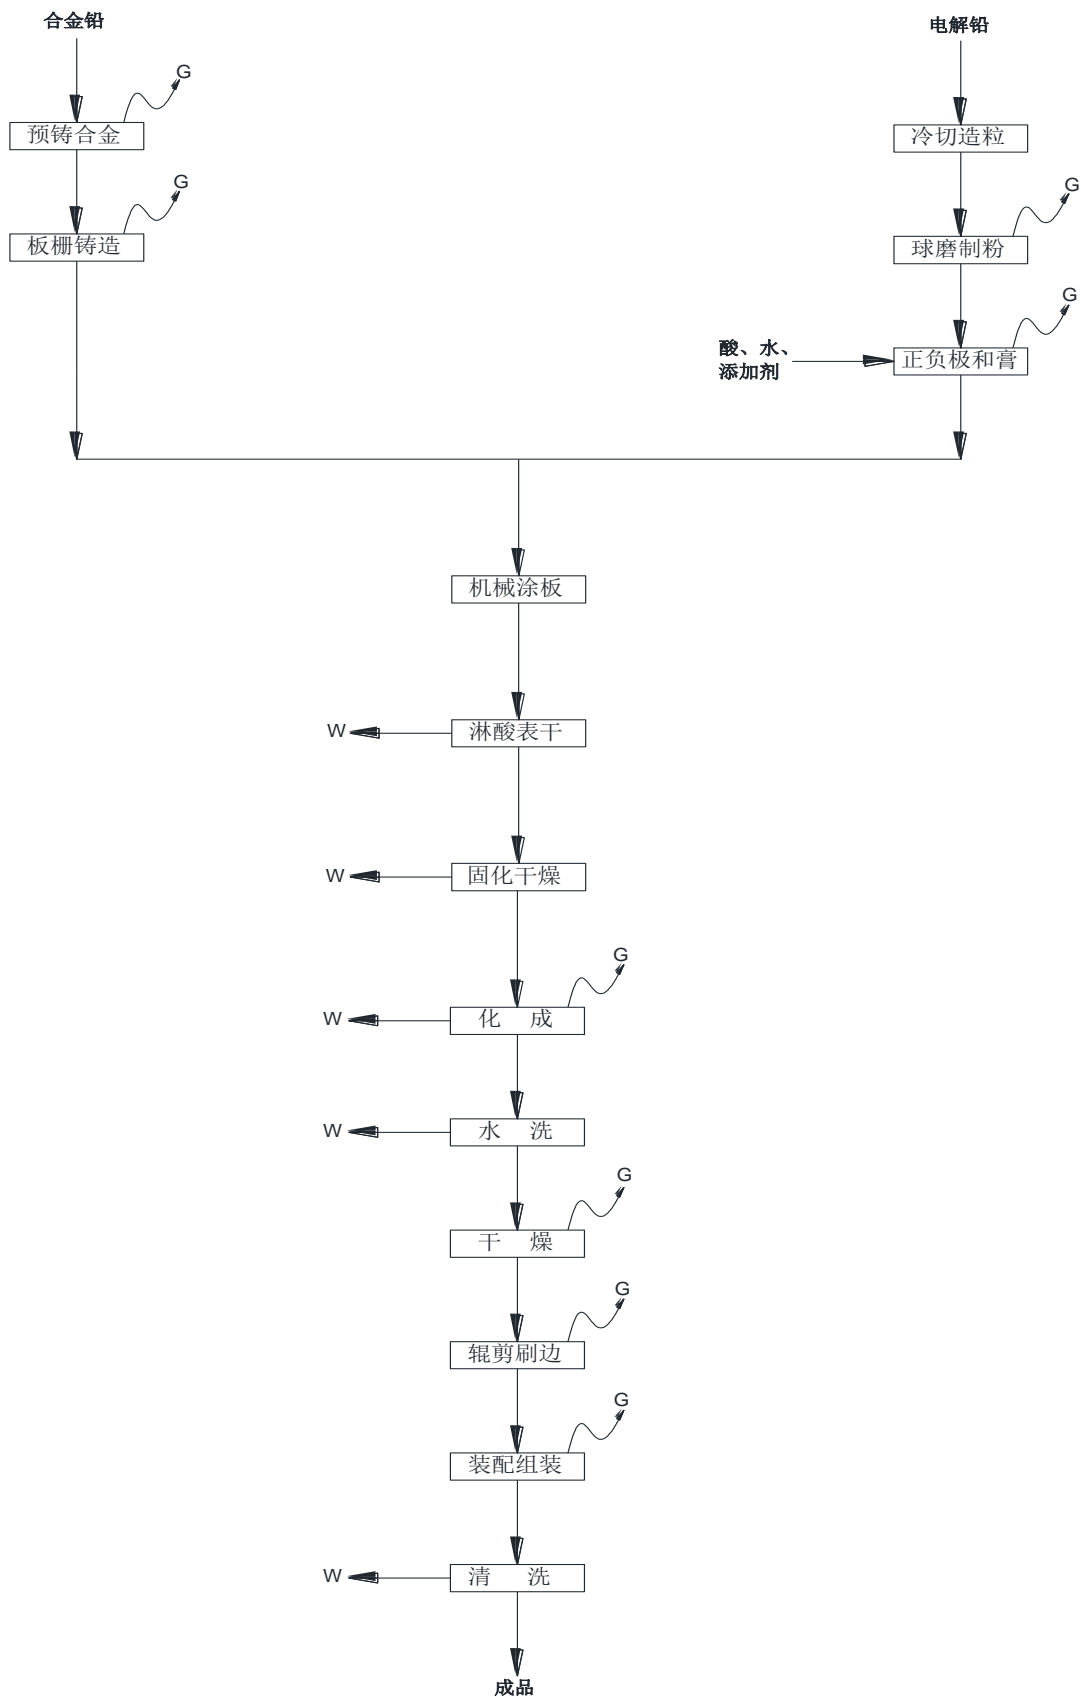 合金铅
电解铅
G
预铸合金
冷切造粒
G
板栅铸造
G
球磨制粉
G
酸、水、
添加剂
正负极和膏
机械涂板
W
淋酸表干
W
固化干燥
G
W
化 成
W
水 洗
G
干 燥
G
辊剪刷边
G
装配组装
W
清 洗
成品